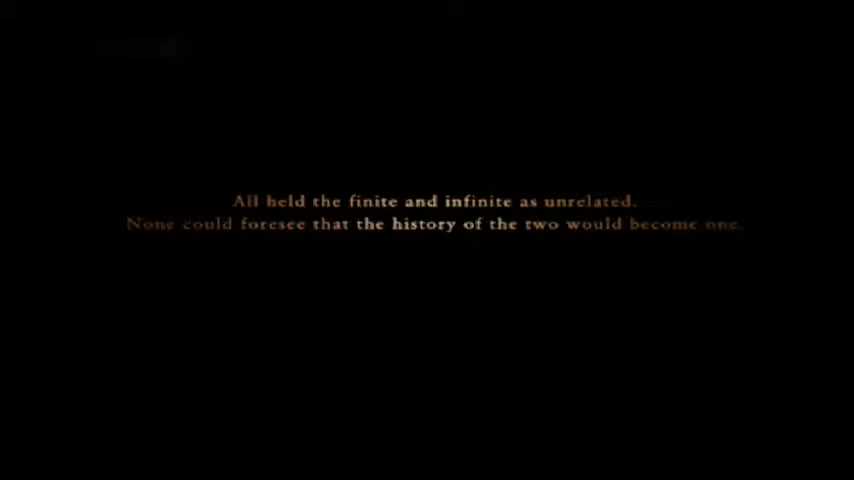 All held the finite and infinite as unrelated.
None could foresee that the history of the two would become one.